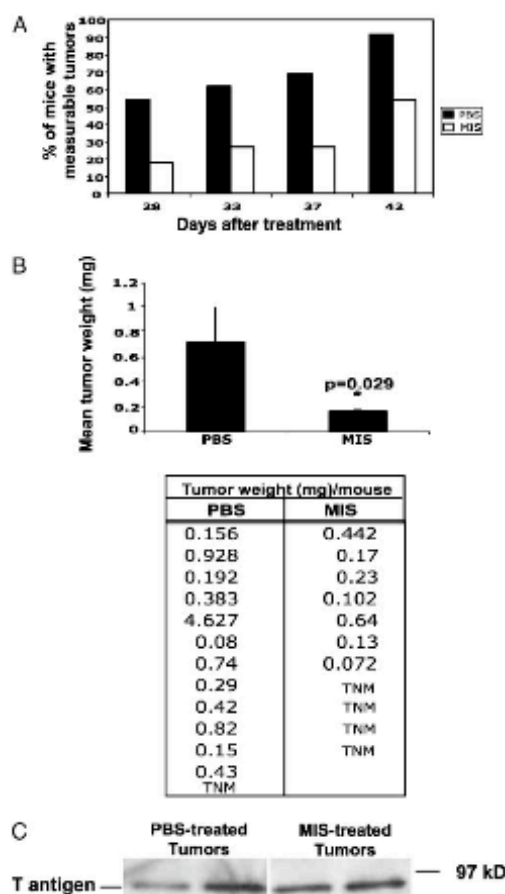 A
% of mice with
measurable tumors
100
90
80
70
60
50
40
30
20
10
0
28 33 37 42
Days after treatment
PBS
MIS
B
Mean tumor weight (mg)
1.2
1
0.8
0.6
0.4
0.2
p=0.029
*
PBS MIS
Tumor weight (mg)/mouse
PBS MIS
0.156 0.442
0.928 0.17
0.192 0.23
0.383 0.102
4.627 0.64
0.08 0.13
0.74 0.072
0.29 TNM
0.42 TNM
0.82 TNM
0.15 TNM
0.43
TNM
C
PBS-treated MIS-treated
Tumors Tumors
T antigen
97 kD